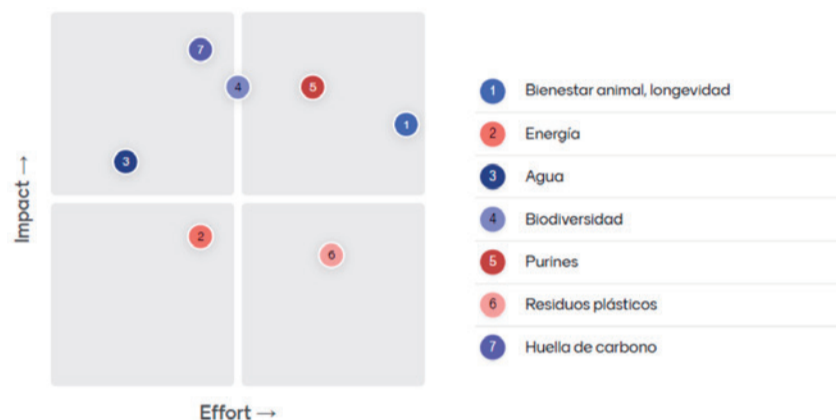 7
4
5
1
3
2
6
Impact →
Effort →
1 Bienestar animal, longevidad
2 Energía
3 Agua
4 Biodiversidad
5 Purines
6 Residuos plásticos
7 Huella de carbono